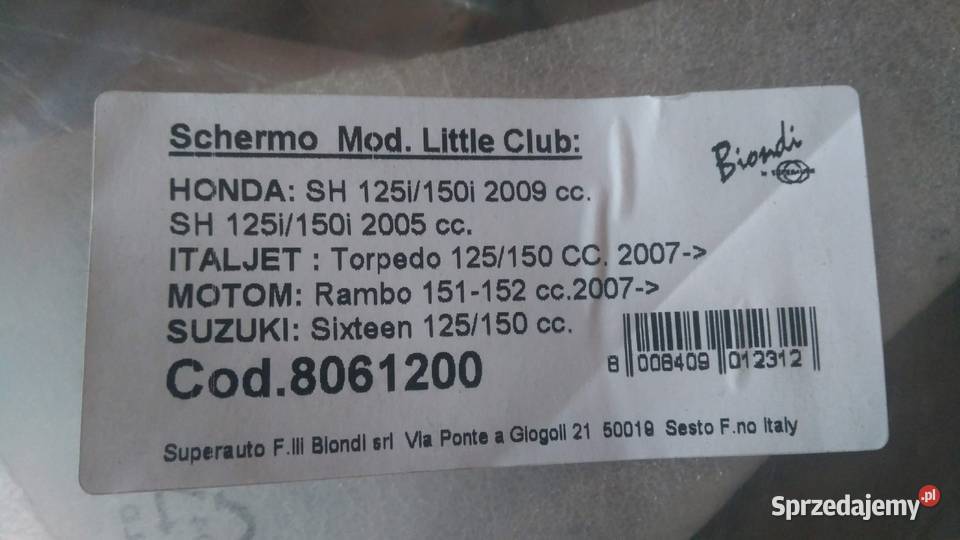 Schermo Mod. Little Club:
Biondi
HONDA: SH 125i/150i 2009 cc.
SH 125i/150i 2005 cc.
ITALJET : Torpedo 125/150 CC. 2007->
MOTOM: Rambo 151-152 cc.2007->
SUZUKI: Sixteen 125/150 cc.
Cod.8061200
8 008409 012312
Superauto F.lli Biondi srl Via Ponte a Giogoli 21 50019 Sesto F.no Italy
Sprzedajemy.pl